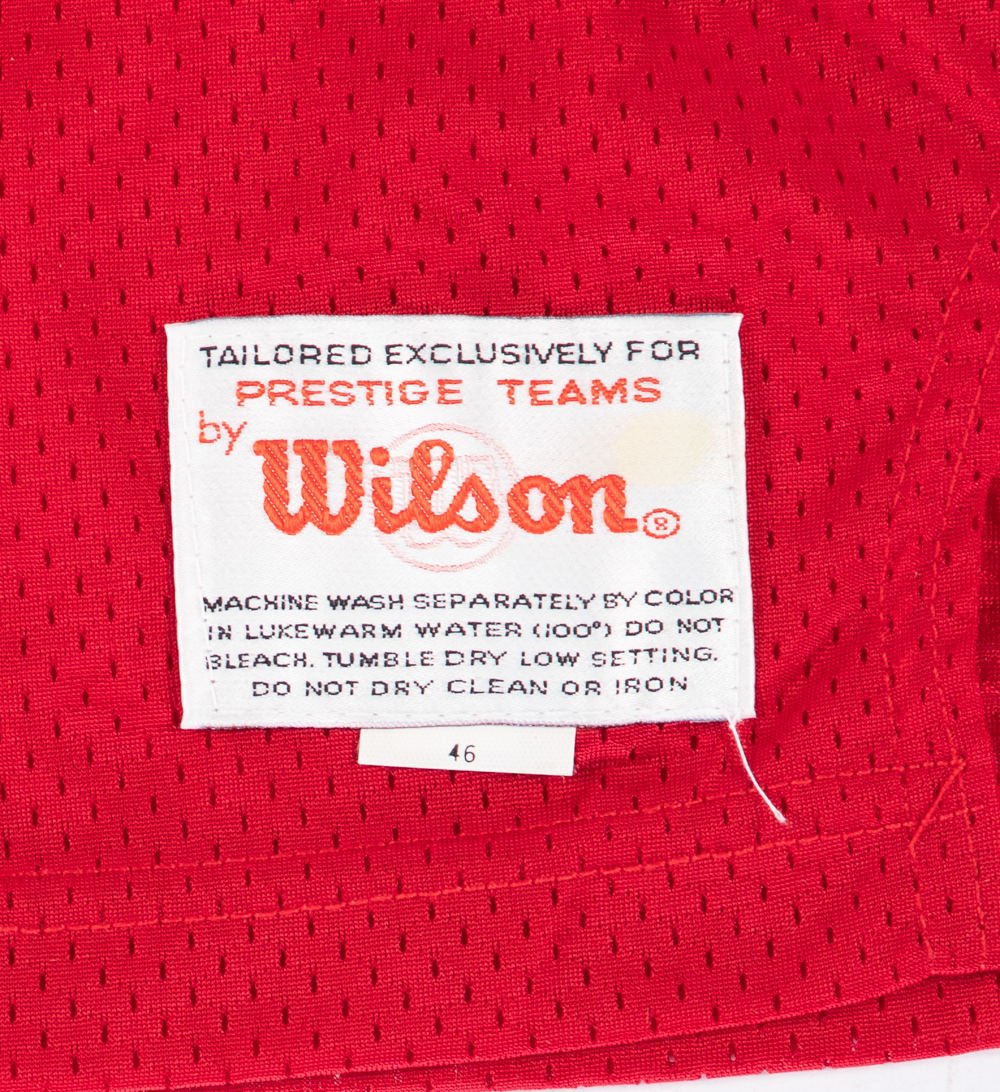 TAILORED EXCLUSIVELY FOR
PRESTIGE TEAMS
by Wilson®
MACHINE WASH SEPARATELY BY COLOR
IN LUKEWARM WATER (100°) DO NOT
BLEACH. TUMBLE DRY LOW SETTING.
DO NOT DRY CLEAN OR IRON
46